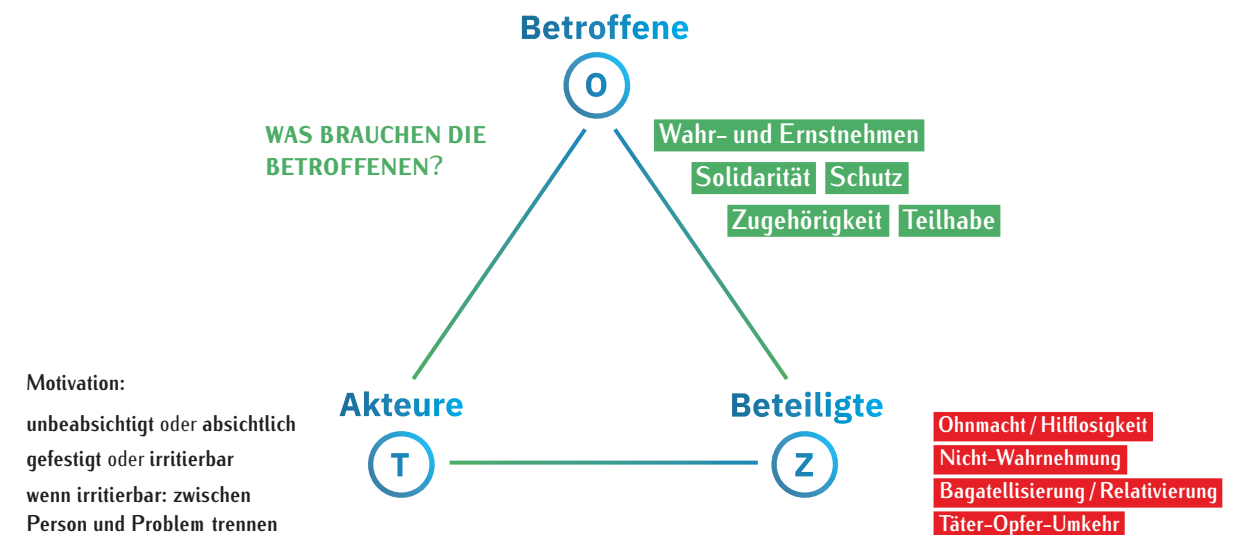 Betroffene
O
WAS BRAUCHEN DIE
BETROFFENEN?
Wahr- und Ernstnehmen
Solidarität Schutz
Zugehörigkeit Teilhabe
Motivation:
unbeabsichtigt oder absichtlich
gefestigt oder irritierbar
wenn irritierbar: zwischen
Person und Problem trennen
Akteure
T
Beteiligte
Z
Ohnmacht / Hilflosigkeit
Nicht-Wahrnehmung
Bagatellisierung / Relativierung
Täter-Opfer-Umkehr